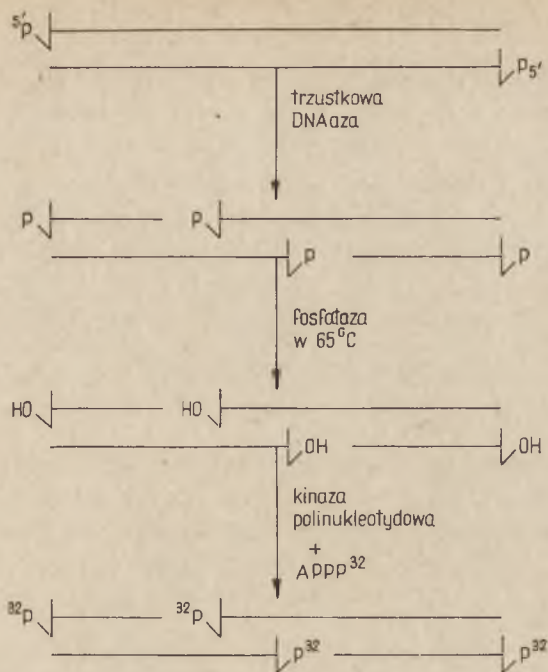 5'p
p5'
trzustkowa
DNAaza
p p
p p
fosfataza
w 65°C
HO HO
OH OH
kinaza
polinukleotydowa
+
Appp32
32p 32p
p32 p32